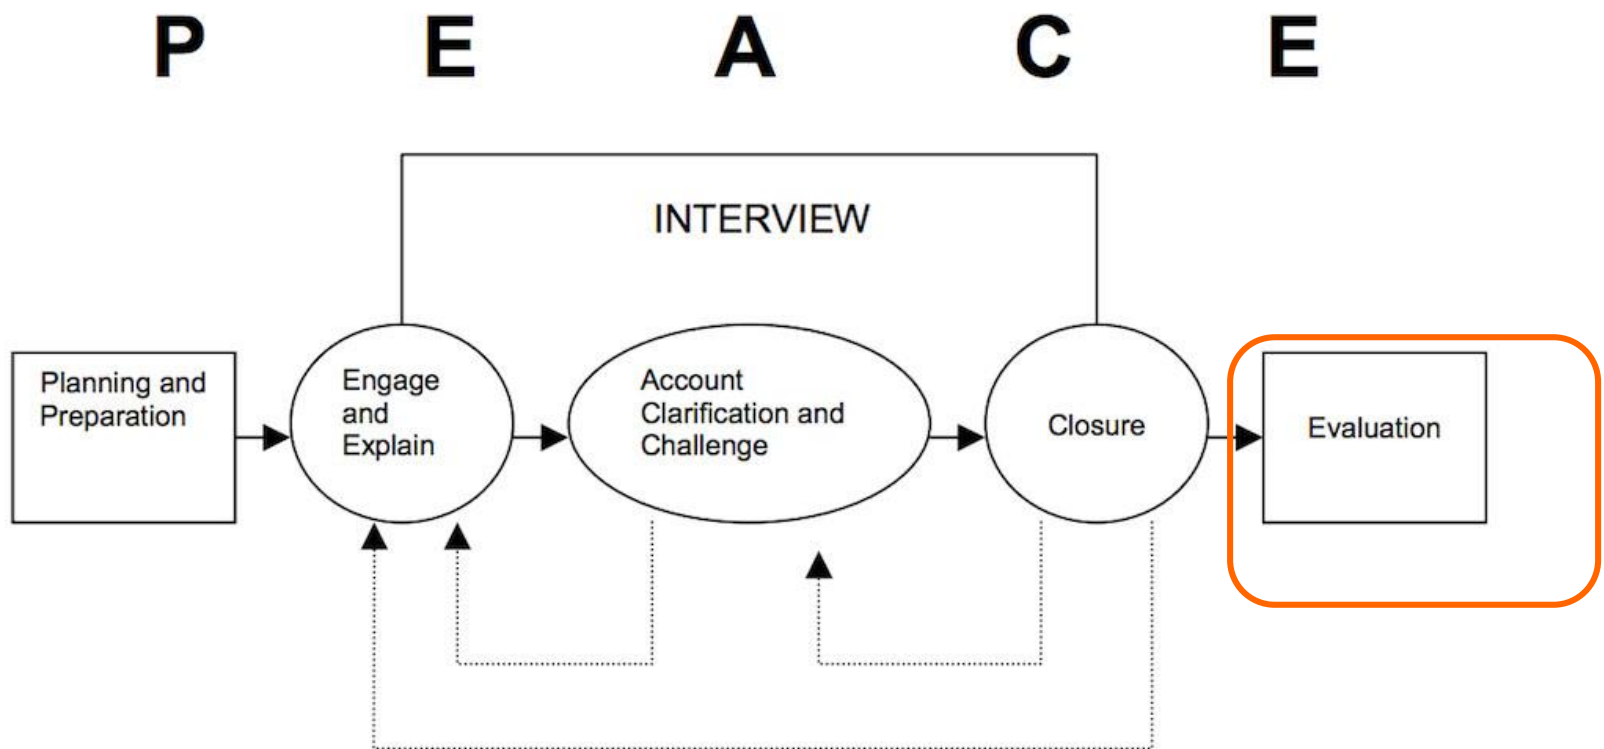 P E A C E
INTERVIEW
Planning and
Preparation
Engage
and
Explain
Account
Clarification and
Challenge
Closure
Evaluation